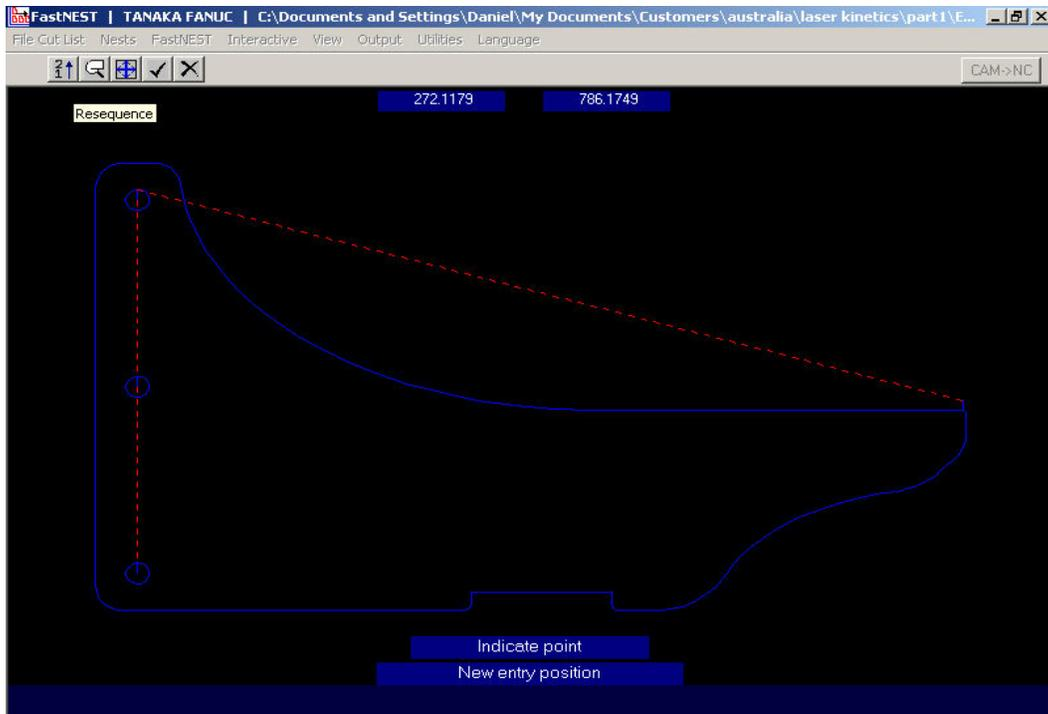 FastNEST | TANAKA FANUC | C:\Documents and Settings\Daniel\My Documents\Customers\australia\laser kinetics\part1\E...
File Cut List Nests FastNEST Interactive View Output Utilities Language
CAM->NC
272.1179 786.1749
Resequence
Indicate point
New entry position